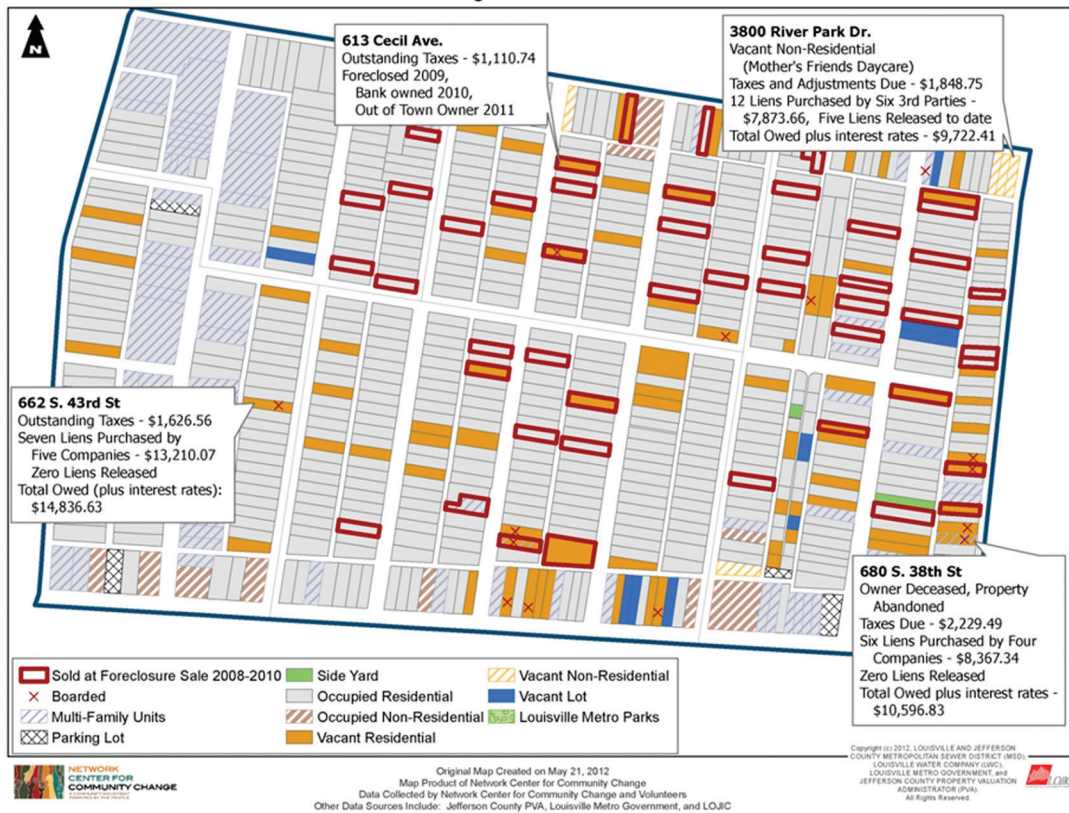 N
613 Cecil Ave.
Outstanding Taxes - $1,110.74
Foreclosed 2009,
Bank owned 2010,
Out of Town Owner 2011
3800 River Park Dr.
Vacant Non-Residential
(Mother's Friends Daycare)
Taxes and Adjustments Due - $1,848.75
12 Liens Purchased by Six 3rd Parties -
$7,873.66, Five Liens Released to date
Total Owed plus interest rates - $9,722.41
662 S. 43rd St
Outstanding Taxes - $1,626.56
Seven Liens Purchased by
Five Companies - $13,210.07
Zero Liens Released
Total Owed (plus interest rates):
$14,836.63
680 S. 38th St
Owner Deceased, Property
Abandoned
Taxes Due - $2,229.49
Six Liens Purchased by Four
Companies - $8,367.34
Zero Liens Released
Total Owed plus interest rates -
$10,596.83
Sold at Foreclosure Sale 2008-2010
Boarded
Multi-Family Units
Parking Lot
Side Yard
Occupied Residential
Occupied Non-Residential
Vacant Residential
Vacant Non-Residential
Vacant Lot
Louisville Metro Parks
NETWORK
CENTER FOR
COMMUNITY CHANGE
A COMMUNITY MOVEMENT
POWERED BY THE PEOPLE
Original Map Created on May 21, 2012
Map Product of Network Center for Community Change
Data Collected by Network Center for Community Change and Volunteers
Other Data Sources Include: Jefferson County PVA, Louisville Metro Government, and LOJIC
Copyright (c) 2012, LOUISVILLE AND JEFFERSON
COUNTY METROPOLITAN SEWER DISTRICT (MSD),
LOUISVILLE WATER COMPANY (LWC),
LOUISVILLE METRO GOVERNMENT, and
JEFFERSON COUNTY PROPERTY VALUATION
ADMINISTRATOR (PVA).
All Rights Reserved.
LOJIC